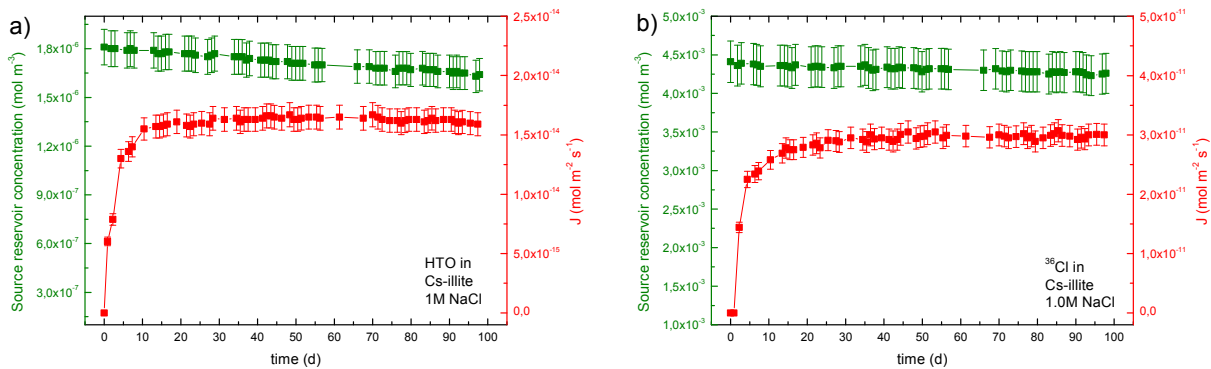 a)
Source reservoir concentration (mol m⁻³)
1,8x10⁻⁶
1,5x10⁻⁶
1,2x10⁻⁶
9,0x10⁻⁷
6,0x10⁻⁷
3,0x10⁻⁷
0 10 20 30 40 50 60 70 80 90 100
time (d)
2,5x10⁻¹⁴
2,0x10⁻¹⁴
1,5x10⁻¹⁴
1,0x10⁻¹⁴
5,0x10⁻¹⁵
0,0
J (mol m⁻² s⁻¹)
HTO in
Cs-illite
1M NaCl
b)
Source reservoir concentration (mol m⁻³)
5,0x10⁻³
4,5x10⁻³
4,0x10⁻³
3,5x10⁻³
3,0x10⁻³
2,5x10⁻³
2,0x10⁻³
1,5x10⁻³
1,0x10⁻³
0 10 20 30 40 50 60 70 80 90 100
time (d)
5,0x10⁻¹¹
4,0x10⁻¹¹
3,0x10⁻¹¹
2,0x10⁻¹¹
1,0x10⁻¹¹
0,0
J (mol m⁻² s⁻¹)
³⁶Cl in
Cs-illite
1.0M NaCl